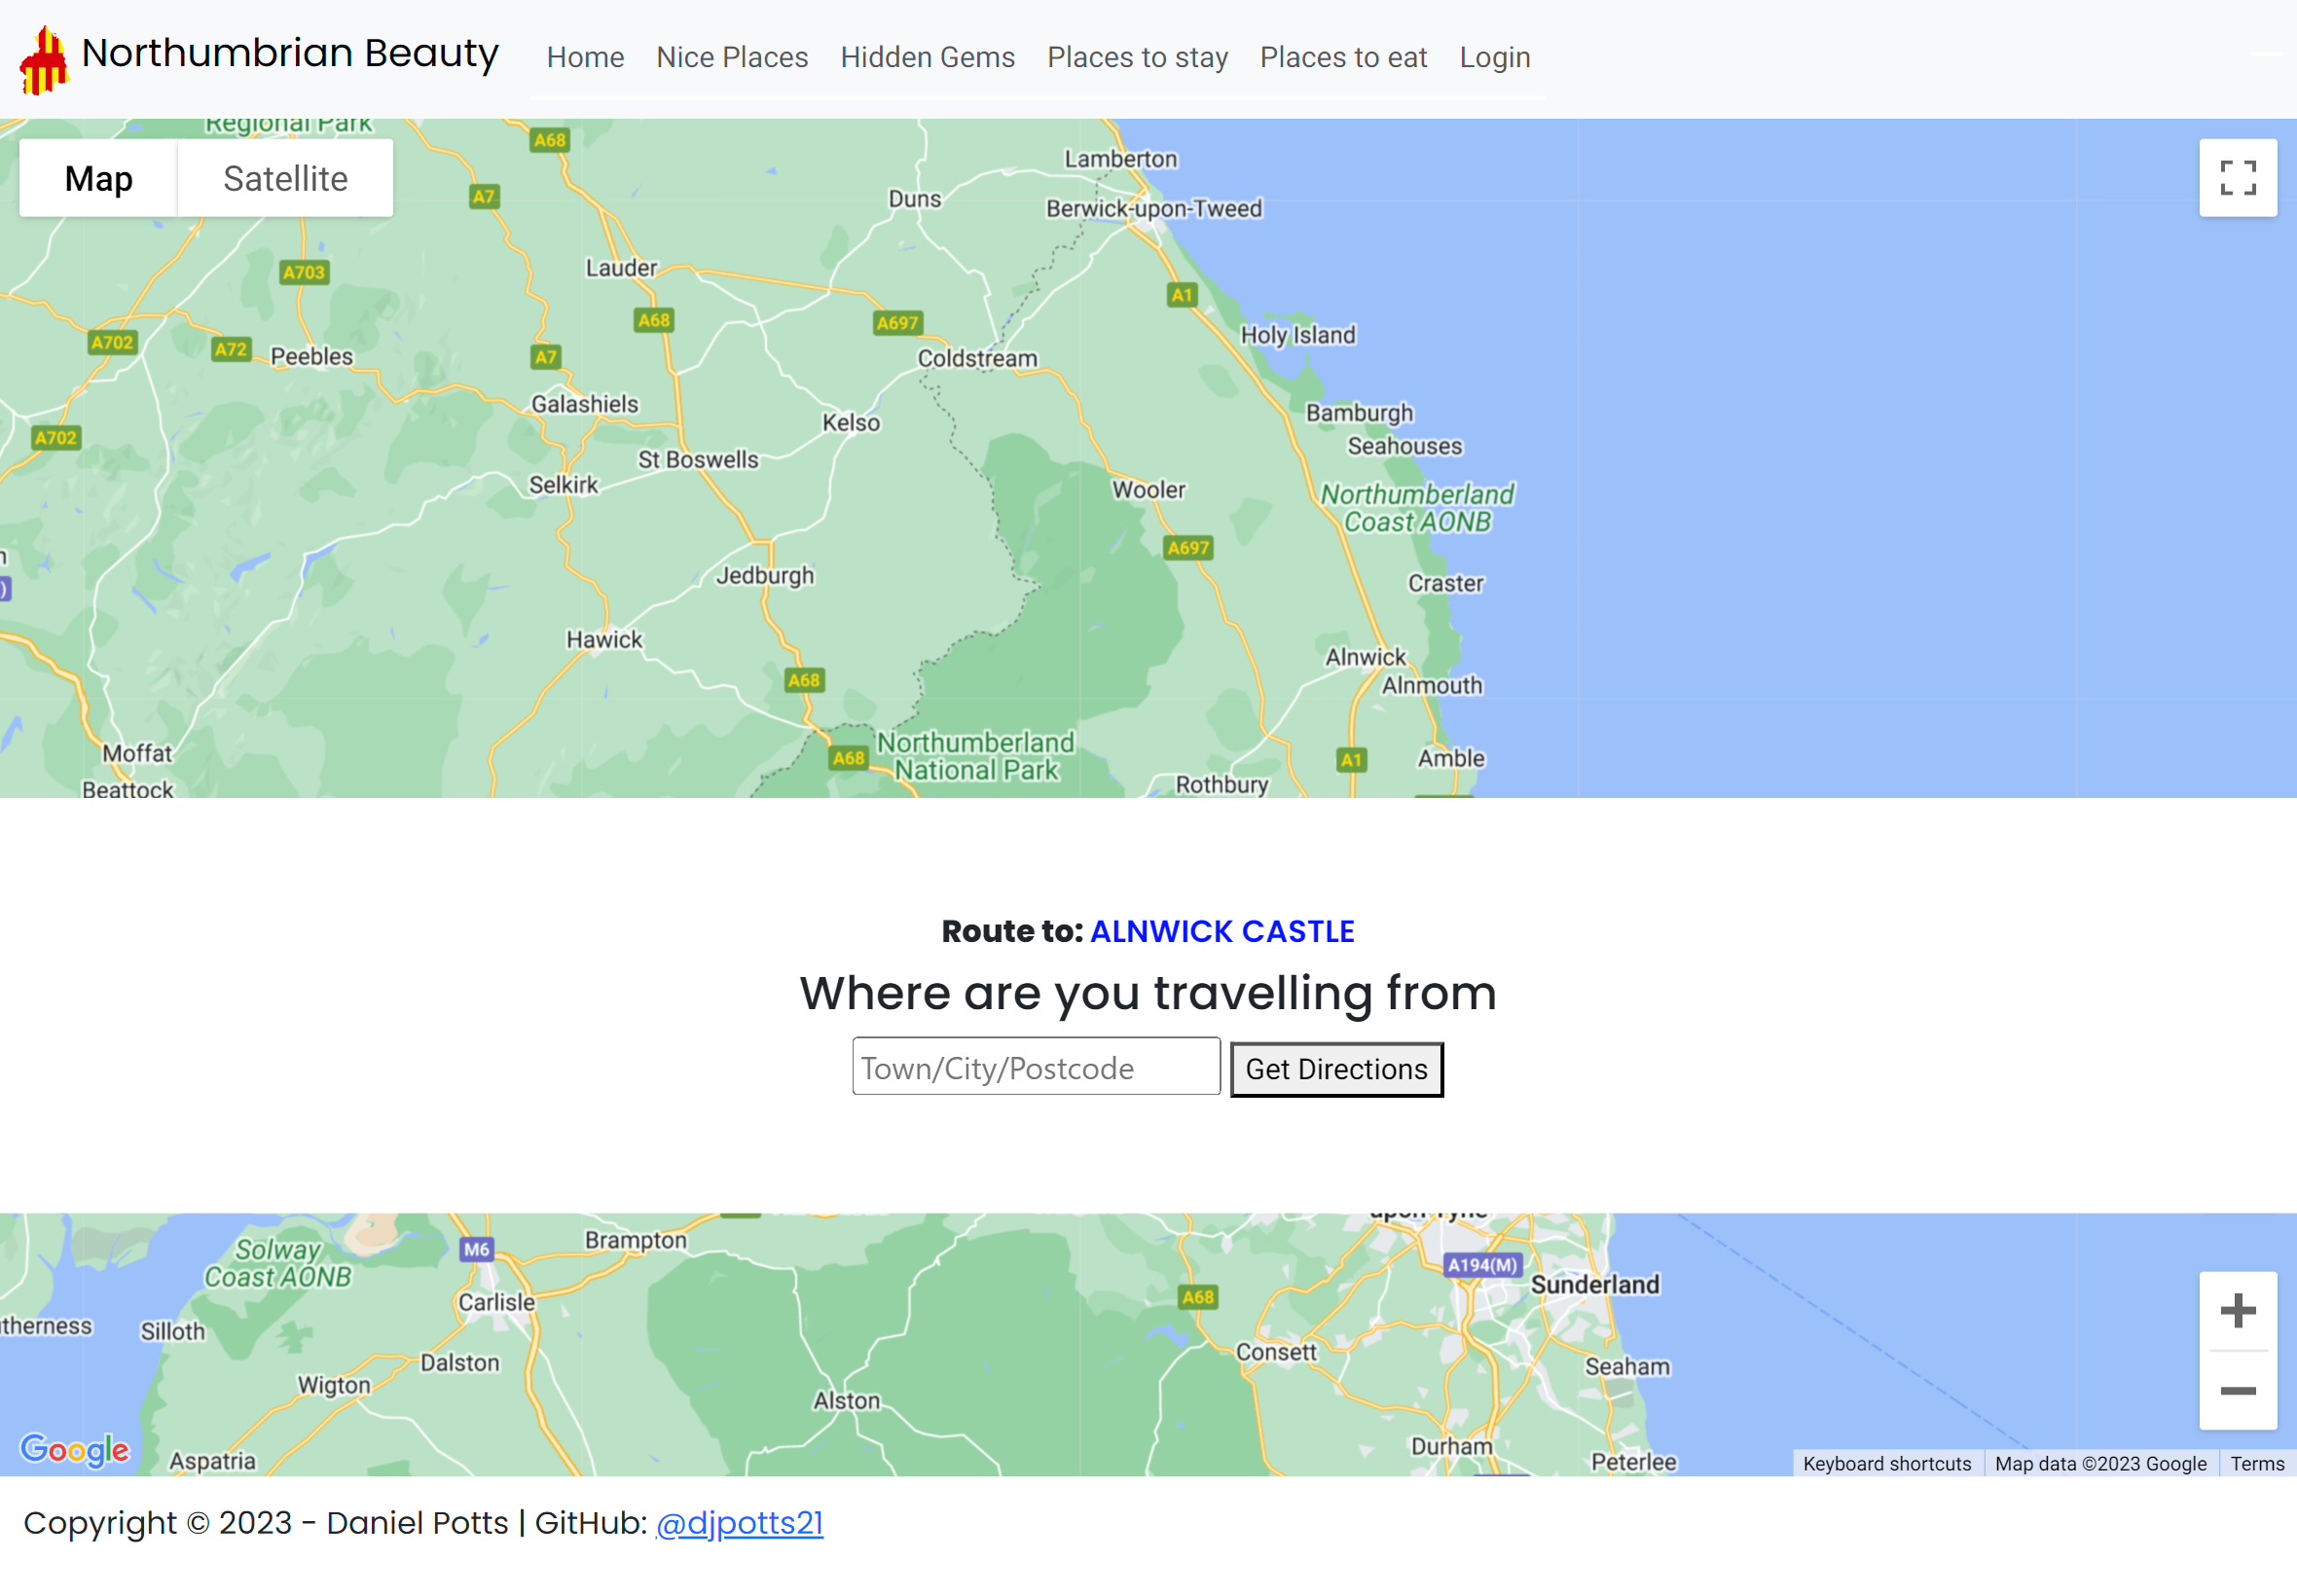 Northumbrian Beauty
Home Nice Places Hidden Gems Places to stay Places to eat Login
Regional Park
Map Satellite
A68
Lamberton
A7
Duns
Berwick-upon-Tweed
A703
Lauder
A1
A68
A697
Holy Island
A702
A72
Peebles
A7
Coldstream
Galashiels
Kelso
Bamburgh
A702
Seahouses
St Boswells
Selkirk
Wooler
Northumberland
Coast AONB
A697
Jedburgh
Craster
Hawick
Alnwick
A68
Alnmouth
Moffat
Northumberland
National Park
A68
A1
Amble
Beattock
Rothbury
Route to: ALNWICK CASTLE
Where are you travelling from
Town/City/Postcode Get Directions
Solway
Coast AONB
M6
Brampton
A194(M)
Sunderland
Carlisle
A68
therness
Silloth
Consett
Dalston
Seaham
Wigton
Alston
Google
Aspatria
Durham
Peterlee
Keyboard shortcuts Map data ©2023 Google Terms
Copyright © 2023 - Daniel Potts | GitHub: @djpotts21